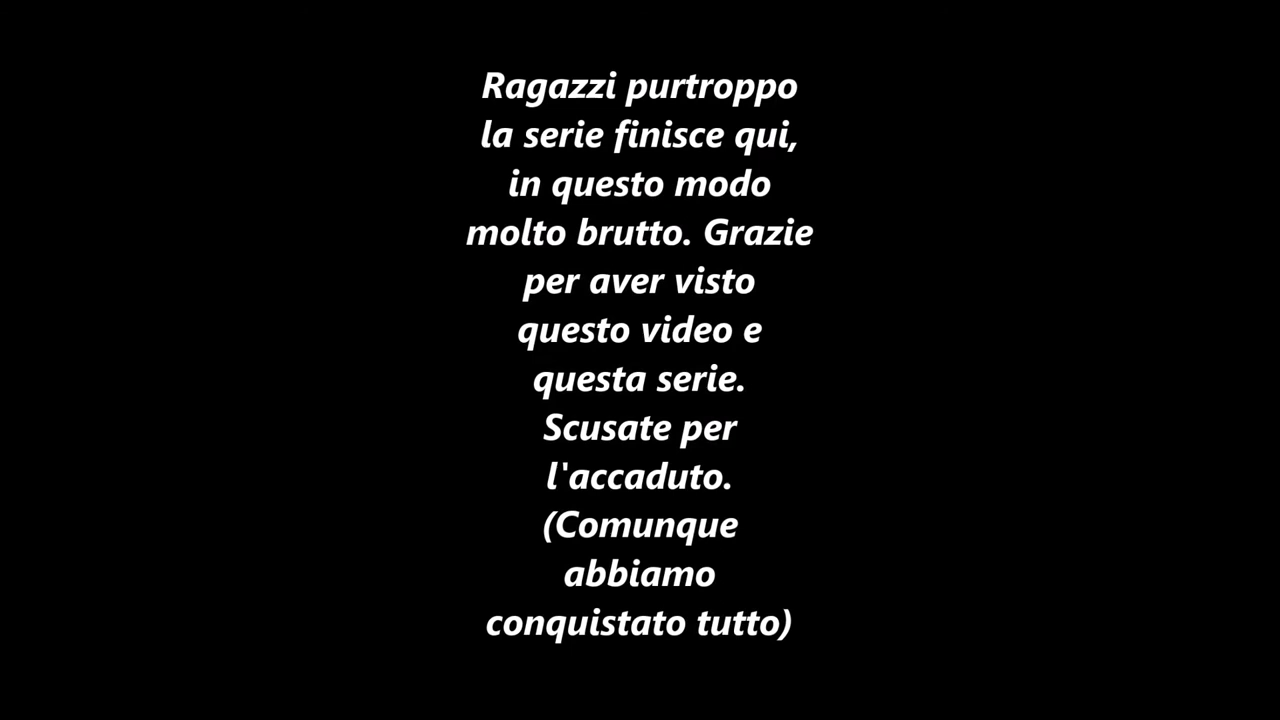 Ragazzi purtroppo
la serie finisce qui,
in questo modo
molto brutto. Grazie
per aver visto
questo video e
questa serie.
Scusate per
l'accaduto.
(Comunque
abbiamo
conquistato tutto)